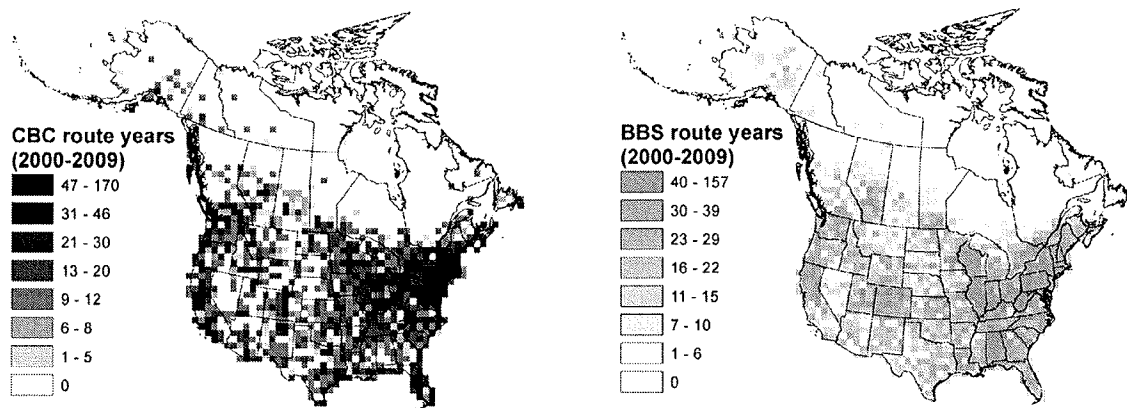 CBC route years
(2000-2009)
47 - 170
31 - 46
21 - 30
13 - 20
9 - 12
6 - 8
1 - 5
0
BBS route years
(2000-2009)
40 - 157
30 - 39
23 - 29
16 - 22
11 - 15
7 - 10
1 - 6
0